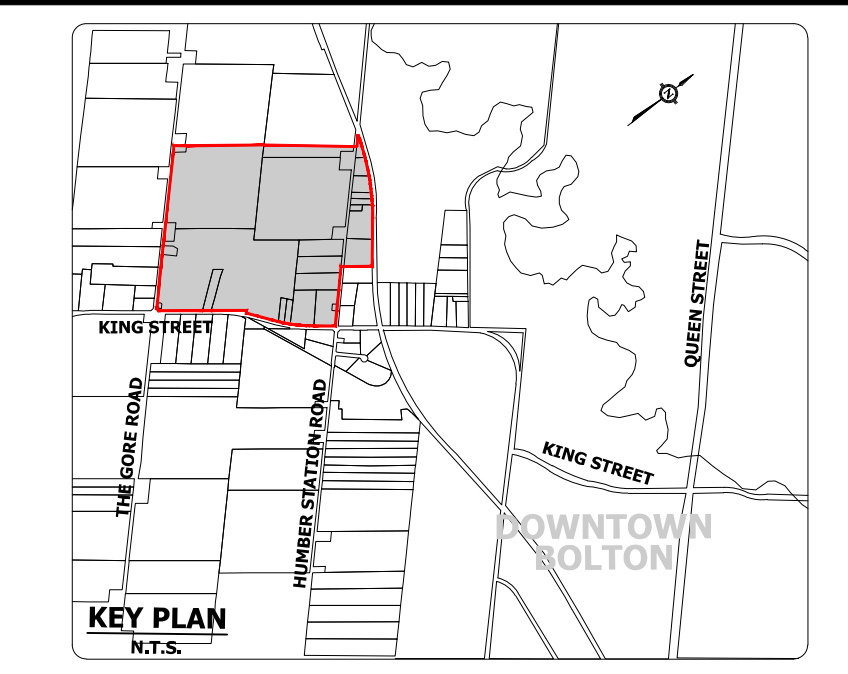 N
QUEEN STREET
KING STREET
THE GORE ROAD
HUMBER STATION ROAD
KING STREET
DOWNTOWN
BOLTON
KEY PLAN
N.T.S.